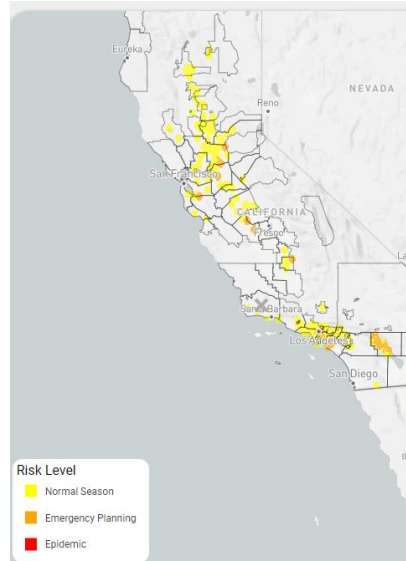 Eureka
Reno
NEVADA
San Francisco
CALIFORNIA
Fresno
La
Santa Barbara
Los Angeles
San Diego
Risk Level
Normal Season
Emergency Planning
Epidemic